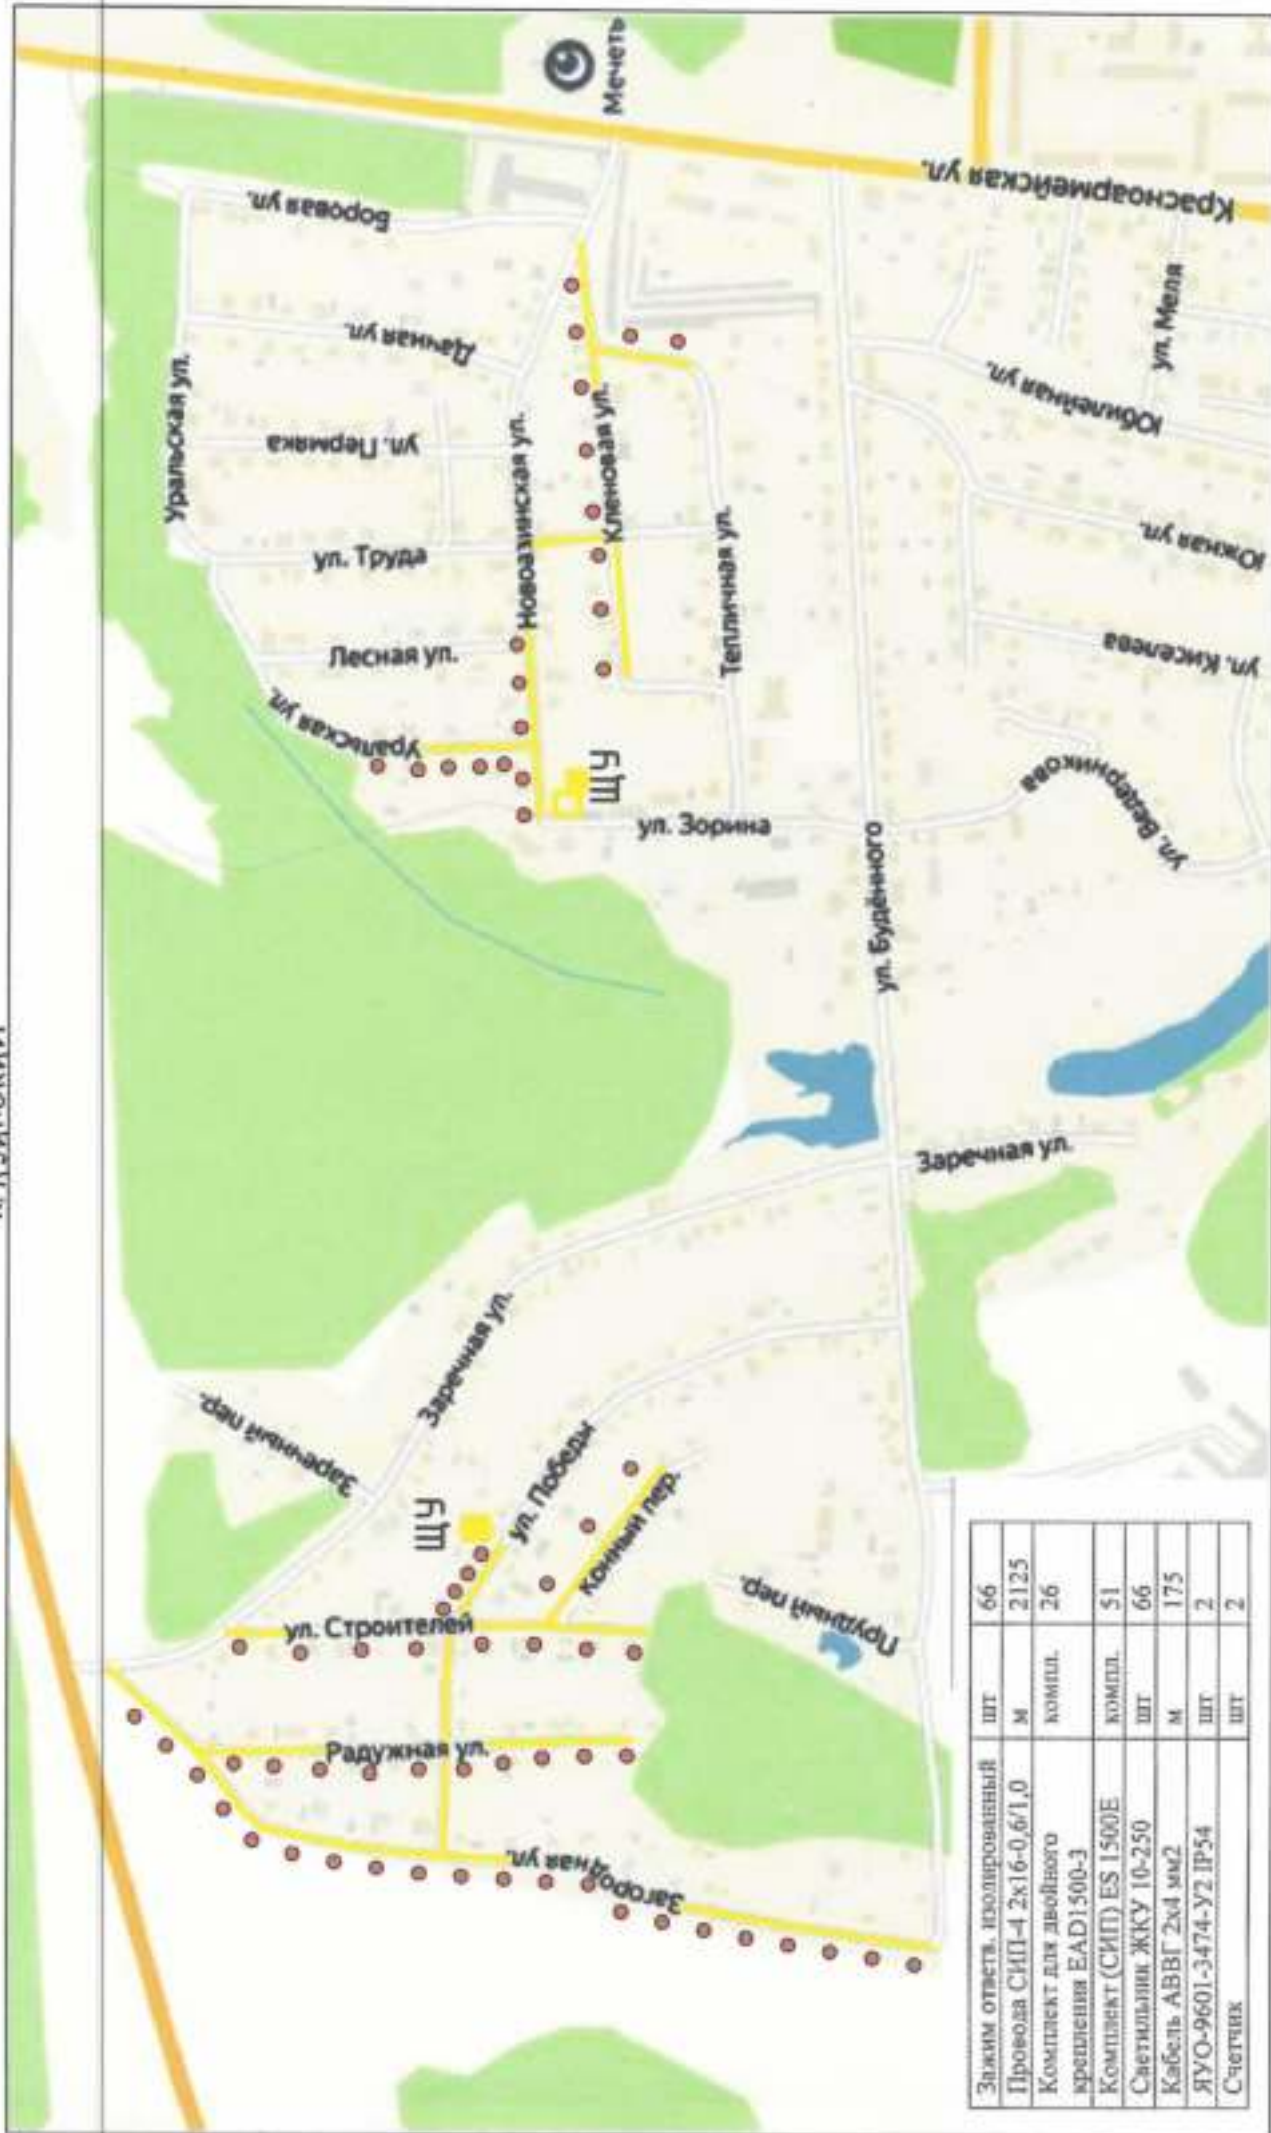 Мечеть
Красноармейская ул.
Боровая ул.
Дачная ул.
Уральская ул.
ул. Пермяка
Новоазинская ул.
Кленовая ул.
ул. Труда
Тепличная ул.
Лесная ул.
Уральская ул.
ЩУ
ул. Зорина
ул. Будённого
Юбилейная ул.
ул. Меля
Южная ул.
ул. Киселева
ул. Ведерникова
Заречная ул.
Заречная ул.
Заречный пер.
ЩУ
ул. Победы
Конный пер.
ул. Строителей
Прудный пер.
Радужная ул.
Загородная ул.
Зажим ответв. изолированный шт 66
Провода СИП-4 2х16-0,6/1,0 м 2125
Комплект для двойного компл. 26
крепления EAD1500-3
Комплект (СИП) ES 1500E компл. 51
Светильник ЖКУ 10-250 шт 66
Кабель АВВГ 2х4 мм2 м 175
ЯУО-9601-3474-У2 IP54 шт 2
Счетчик шт 2